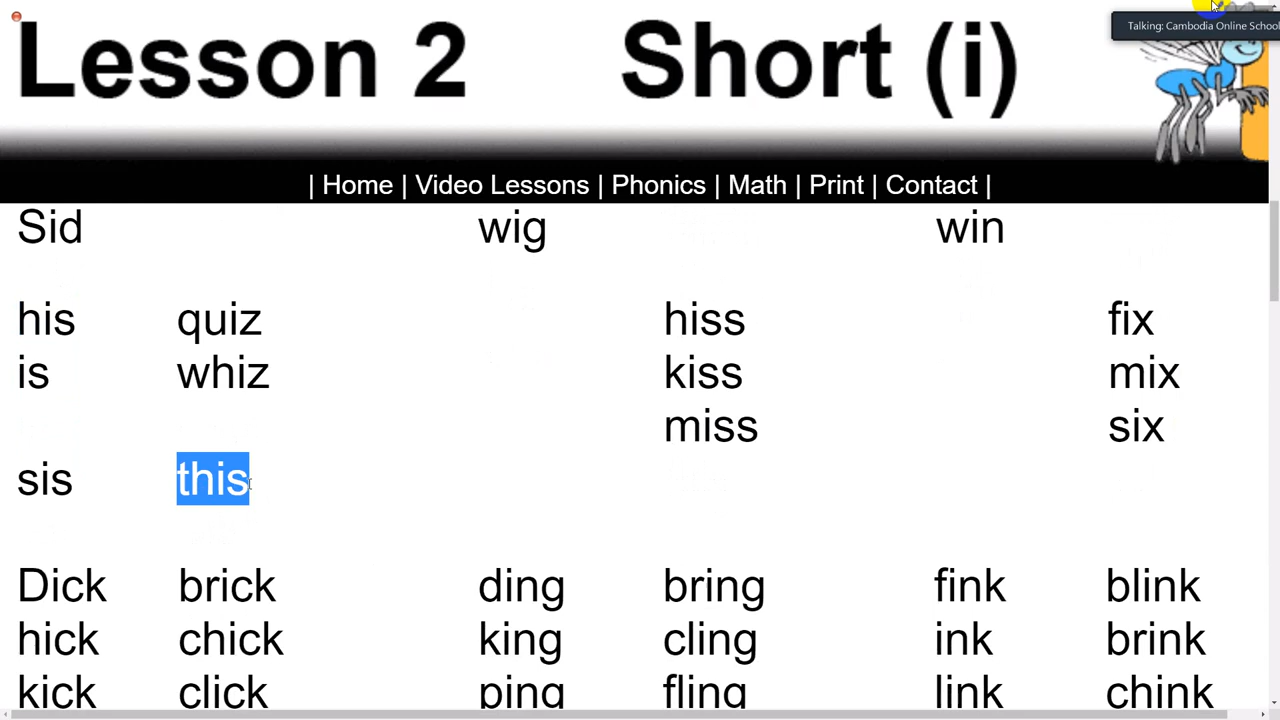 Lesson 2 Short (i)
Talking: Cambodia Online School
| Home | Video Lessons | Phonics | Math | Print | Contact |
Sid wig win
his quiz hiss fix
is whiz kiss mix
miss six
sis this
Dick brick ding bring fink blink
hick chick king cling ink brink
kick click ping fling link chink